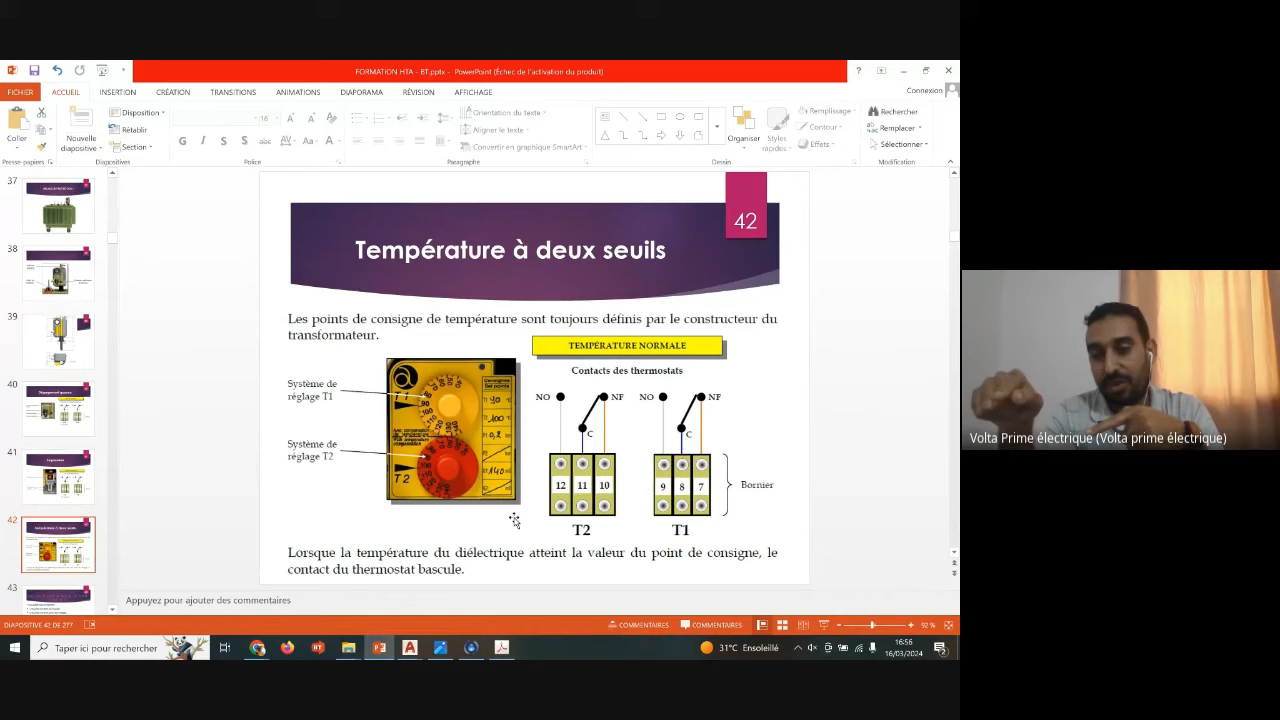 FORMATION HTA - BT.pptx - PowerPoint (Échec de l'activation du produit)
FICHIER ACCUEIL INSERTION CRÉATION TRANSITIONS ANIMATIONS DIAPORAMA RÉVISION AFFICHAGE Connexion
Coller
Nouvelle diapositive
Disposition
Rétablir
Section
Orientation du texte
Aligner le texte
Convertir en graphique SmartArt
Organiser
Styles rapides
Remplissage
Contour
Effets
Rechercher
Remplacer
Sélectionner
Presse-papiers Diapositives Police Paragraphe Dessin Modification
37
38
39
40
41
42
43
42
Température à deux seuils
Les points de consigne de température sont toujours définis par le constructeur du
transformateur.
TEMPÉRATURE NORMALE
Contacts des thermostats
Système de
réglage T1
Système de
réglage T2
T2
NO NF NO NF
C C
12 11 10 9 8 7
Bornier
T2 T1
Lorsque la température du diélectrique atteint la valeur du point de consigne, le
contact du thermostat bascule.
Appuyez pour ajouter des commentaires
DIAPOSITIVE 42 DE 277 COMMENTAIRES COMMENTAIRES 92 %
Taper ici pour rechercher
31°C Ensoleillé
16:56
16/03/2024
Volta Prime électrique (Volta prime électrique)